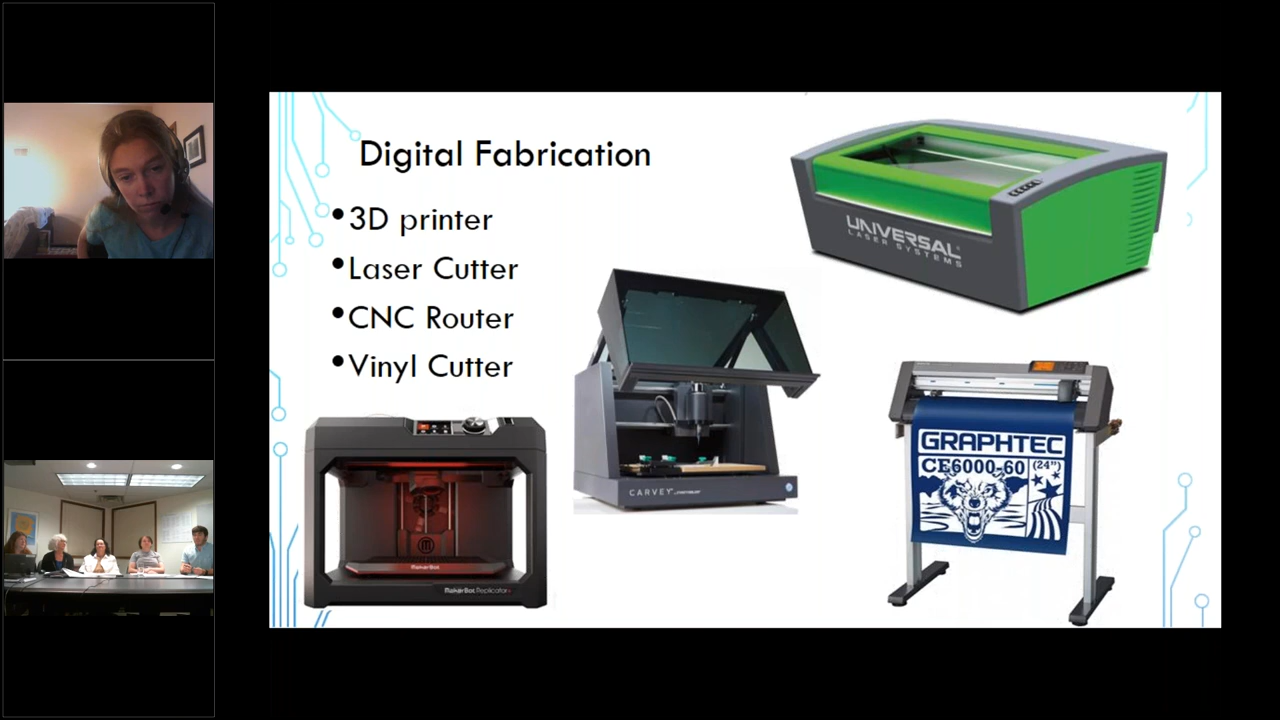 Digital Fabrication
•3D printer
•Laser Cutter
•CNC Router
•Vinyl Cutter
UNIVERSAL
LASER SYSTEMS
CARVEY
GRAPHTEC
CE6000-60 (24")
MakerBot
MakerBot Replicator+